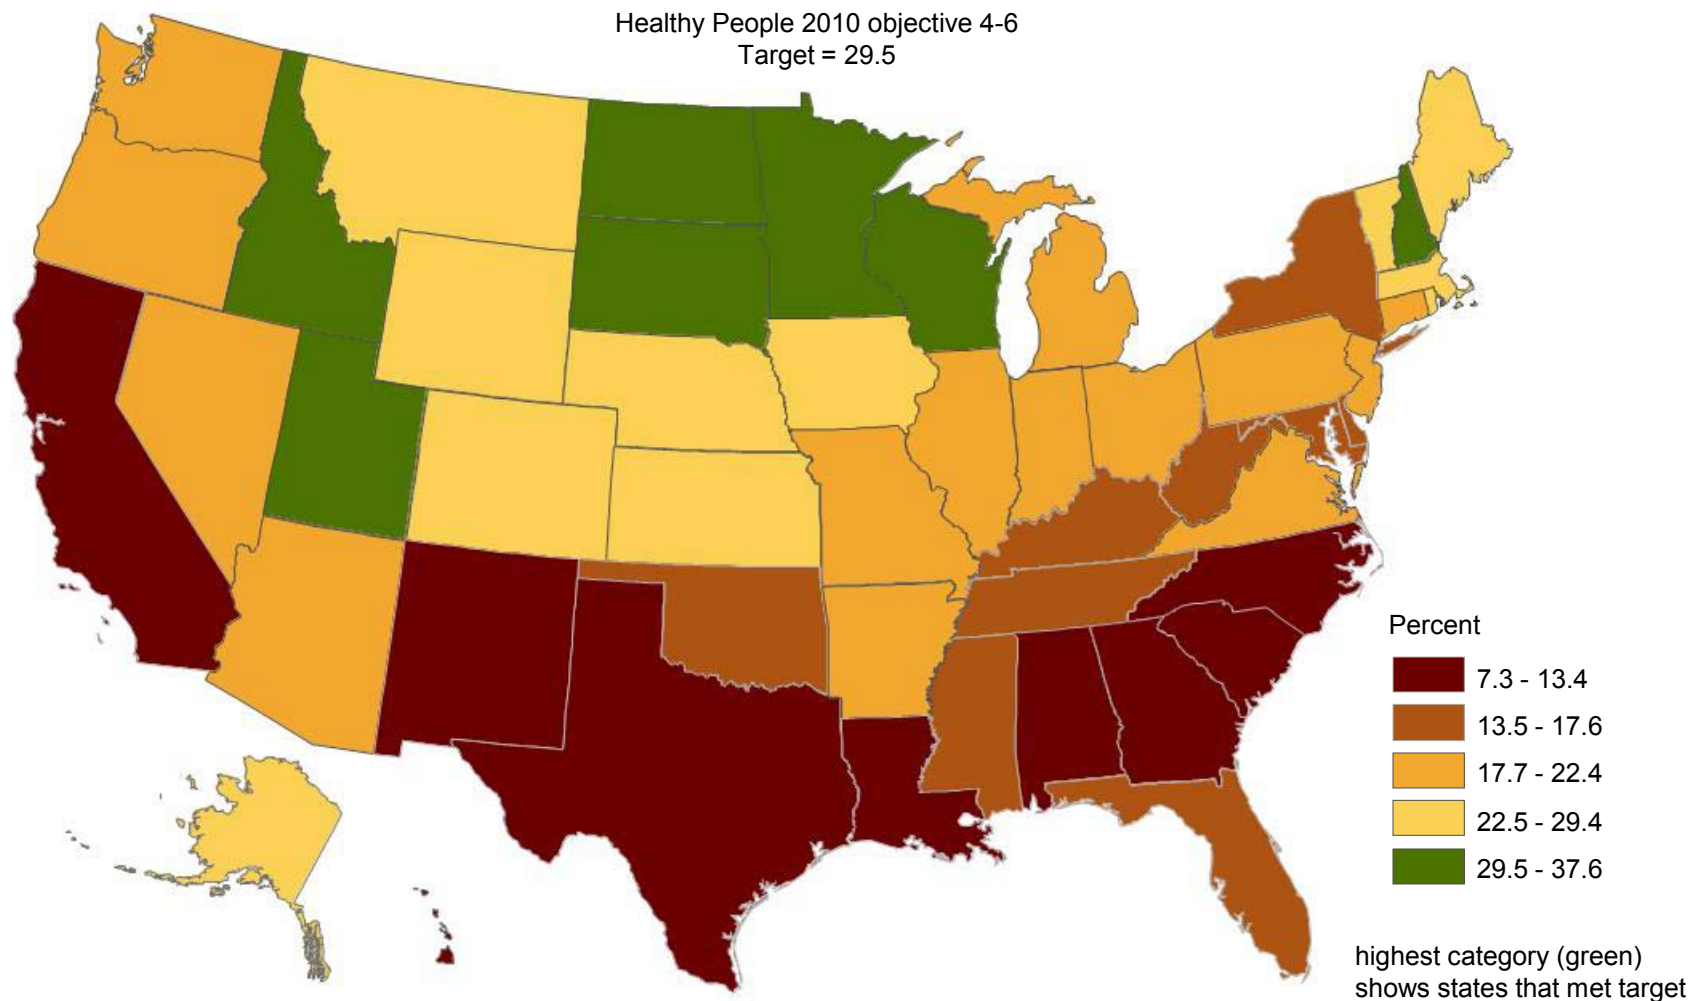 Healthy People 2010 objective 4-6
Target = 29.5
Percent
7.3 - 13.4
13.5 - 17.6
17.7 - 22.4
22.5 - 29.4
29.5 - 37.6
highest category (green)
shows states that met target